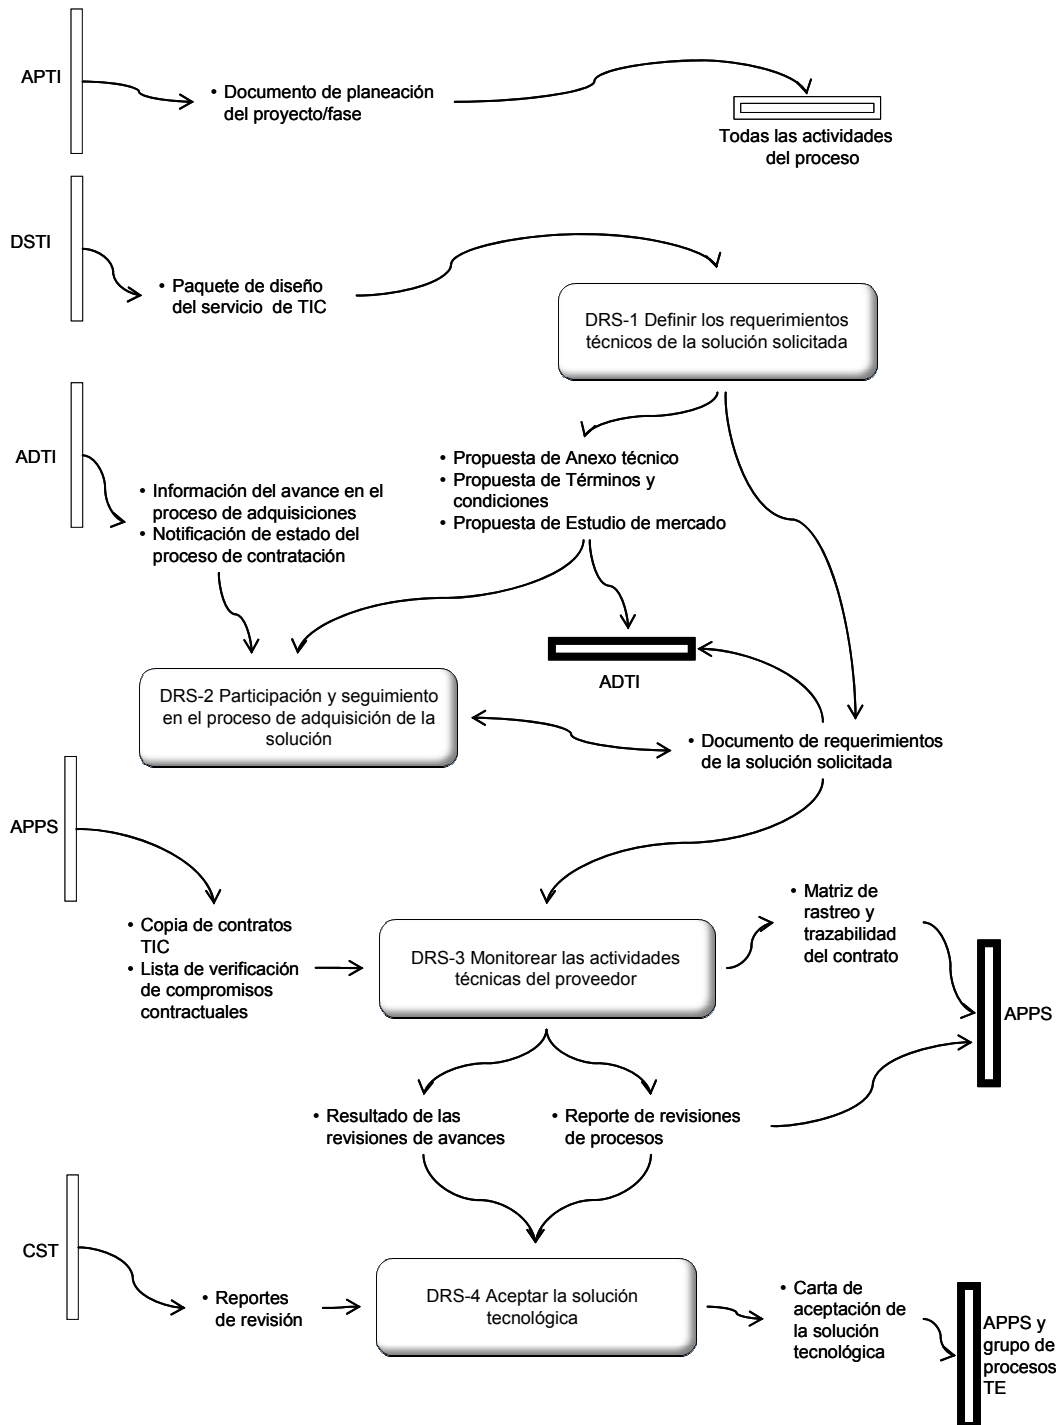 APTI
• Documento de planeación
del proyecto/fase
Todas las actividades
del proceso
DSTI
• Paquete de diseño
del servicio de TIC
DRS-1 Definir los requerimientos
técnicos de la solución solicitada
ADTI
• Información del avance en el
proceso de adquisiciones
• Notificación de estado del
proceso de contratación
• Propuesta de Anexo técnico
• Propuesta de Términos y
condiciones
• Propuesta de Estudio de mercado
ADTI
DRS-2 Participación y seguimiento
en el proceso de adquisición de la
solución
• Documento de requerimientos
de la solución solicitada
APPS
• Copia de contratos
TIC
• Lista de verificación
de compromisos
contractuales
DRS-3 Monitorear las actividades
técnicas del proveedor
• Matriz de
rastreo y
trazabilidad
del contrato
APPS
• Resultado de las
revisiones de avances
• Reporte de revisiones
de procesos
CST
• Reportes
de revisión
DRS-4 Aceptar la solución
tecnológica
• Carta de
aceptación de
la solución
tecnológica
APPS y
grupo de
procesos
TE